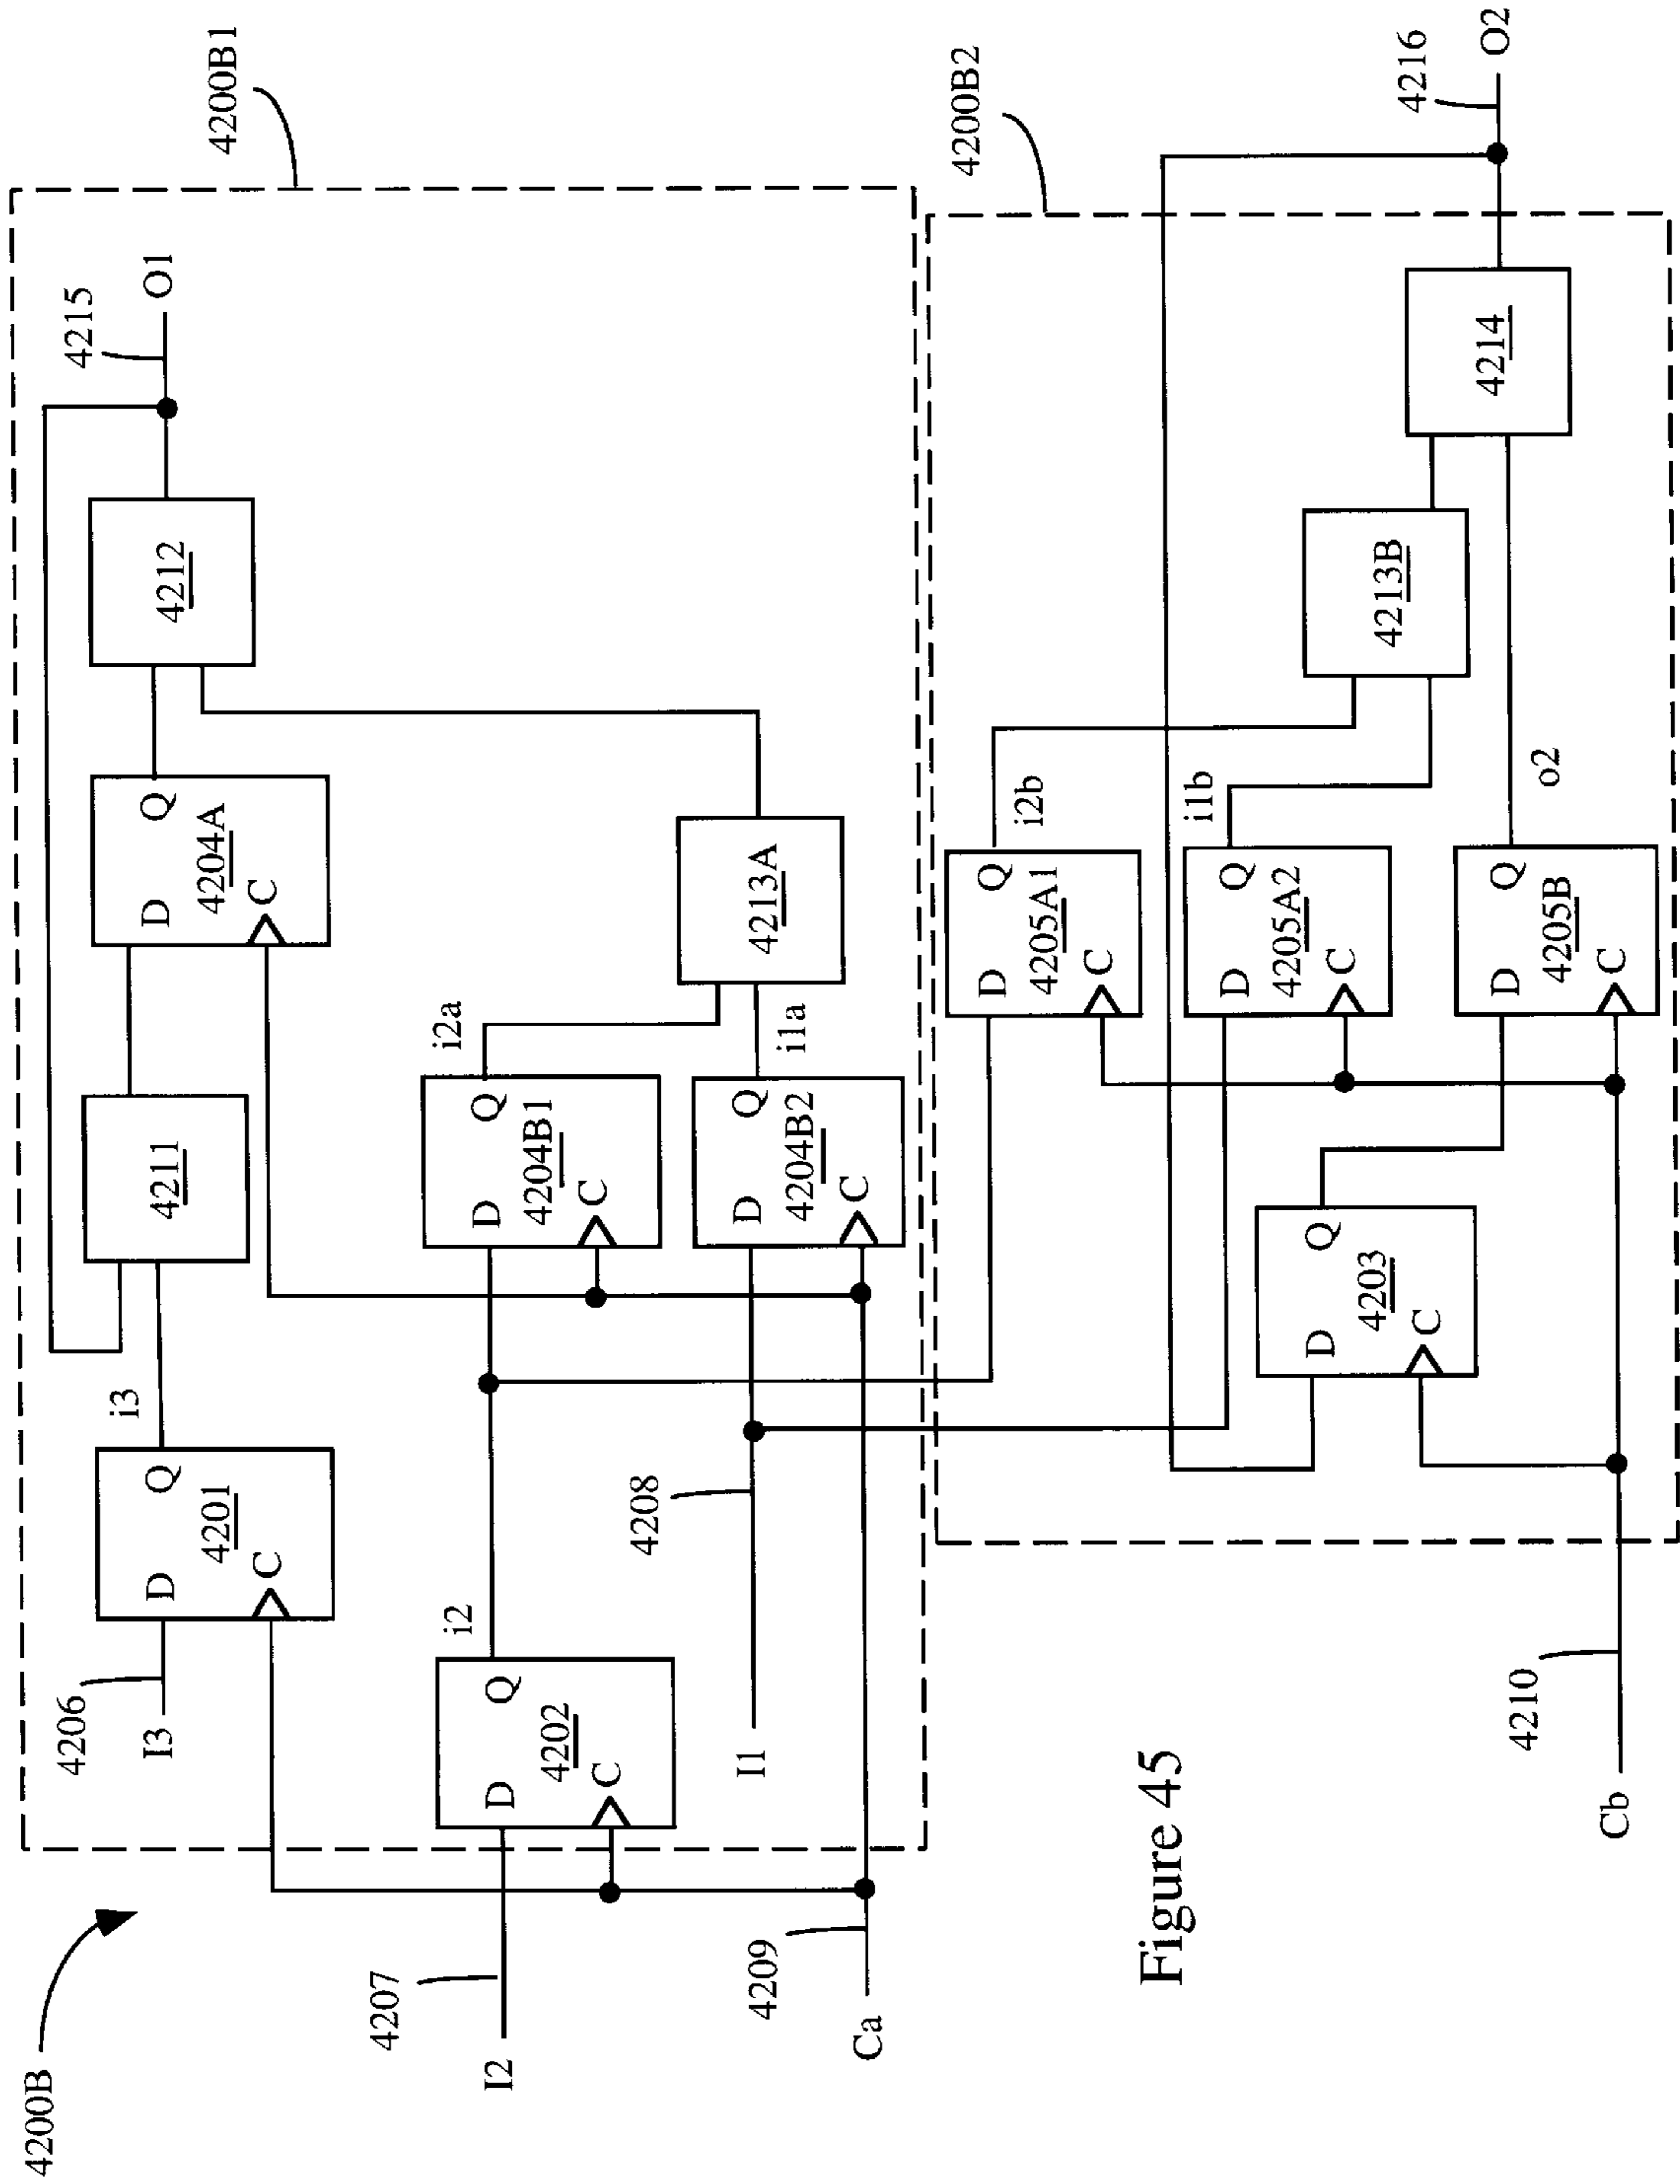 4200B
4200B1
4215
O1
4212
Q
4204A
D
C
4211
i3
Q
4201
D
C
4206
I3
i2a
4213A
i1a
Q
4204B1
D
C
Q
4204B2
D
C
i2
Q
4202
D
C
4207
I2
4208
I1
4209
Ca
4200B2
4216
O2
4214
4213B
i2b
Q
4205A1
D
C
i1b
Q
4205A2
D
C
o2
Q
4205B
D
C
Q
4203
D
C
4210
Cb
Figure 45